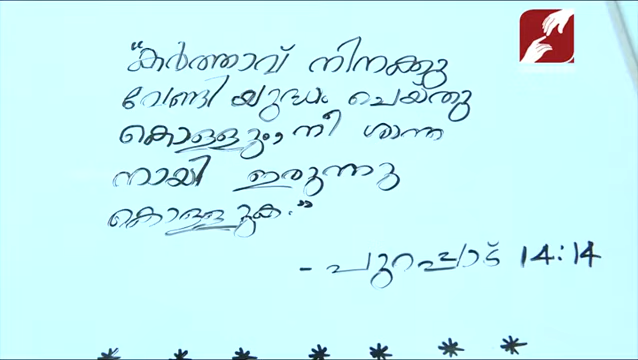 “കർത്താവ് നിനക്കു
വേണ്ടി യുദ്ധം ചെയ്തു
കൊള്ളും, നീ ശാന്ത
നായി ഇരുന്നു
കൊള്ളുക.”
- പുറപ്പാട് 14:14
* * * * * * *